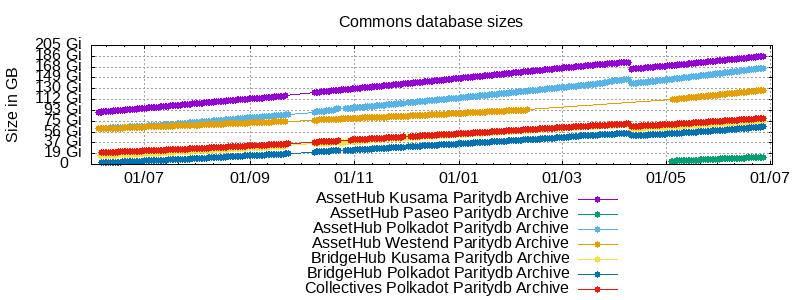 Commons database sizes
Size in GB
205 Gi
186 Gi
168 Gi
149 Gi
130 Gi
112 Gi
93 Gi
75 Gi
56 Gi
37 Gi
19 Gi
0
01/07 01/09 01/11 01/01 01/03 01/05 01/07
AssetHub Kusama Paritydb Archive
AssetHub Paseo Paritydb Archive
AssetHub Polkadot Paritydb Archive
AssetHub Westend Paritydb Archive
BridgeHub Kusama Paritydb Archive
BridgeHub Polkadot Paritydb Archive
Collectives Polkadot Paritydb Archive